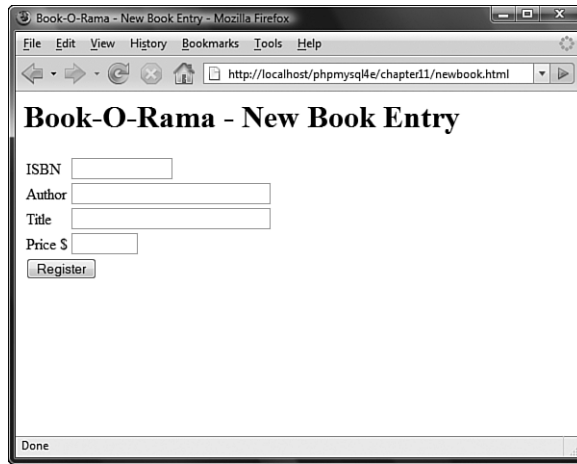 Book-O-Rama - New Book Entry - Mozilla Firefox
File Edit View History Bookmarks Tools Help
http://localhost/phpmysql4e/chapter11/newbook.html
Book-O-Rama - New Book Entry
ISBN
Author
Title
Price $
Register
Done